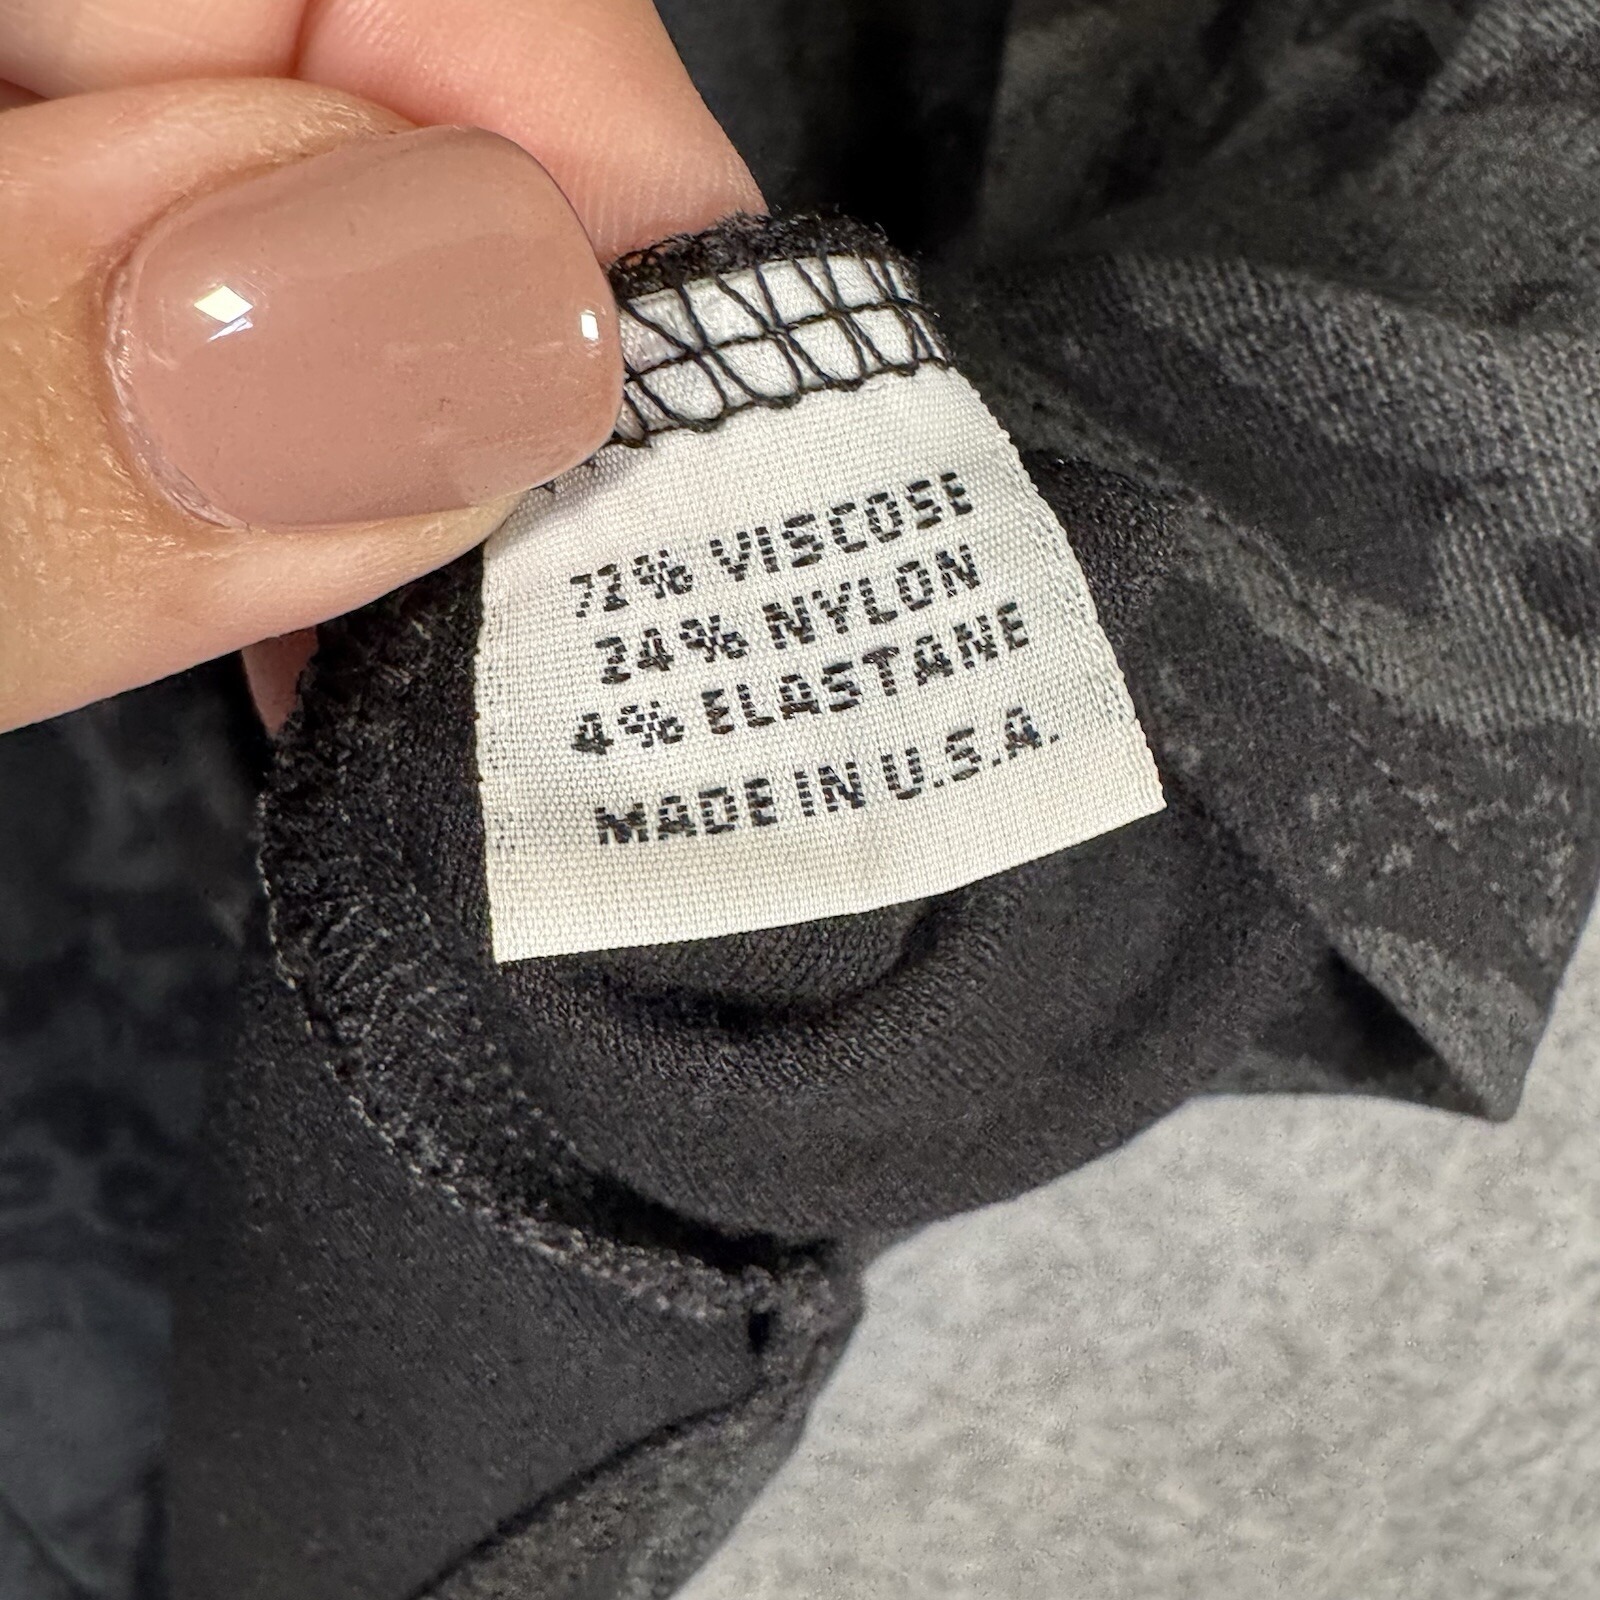 72% VISCOSE
24% NYLON
4% ELASTANE
MADE IN U.S.A.